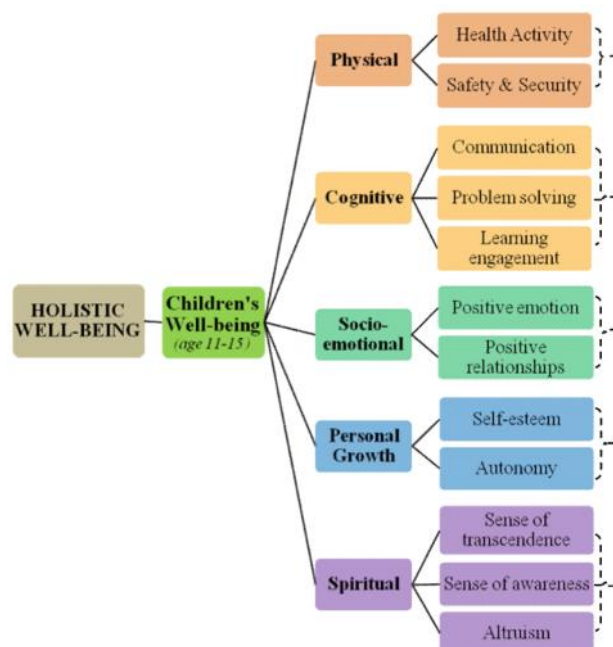 HOLISTIC
WELL-BEING
Children's
Well-being
(age 11-15)
Physical
Health Activity
Safety & Security
Cognitive
Communication
Problem solving
Learning
engagement
Socio-
emotional
Positive emotion
Positive
relationships
Personal
Growth
Self-esteem
Autonomy
Spiritual
Sense of
transcendence
Sense of awareness
Altruism